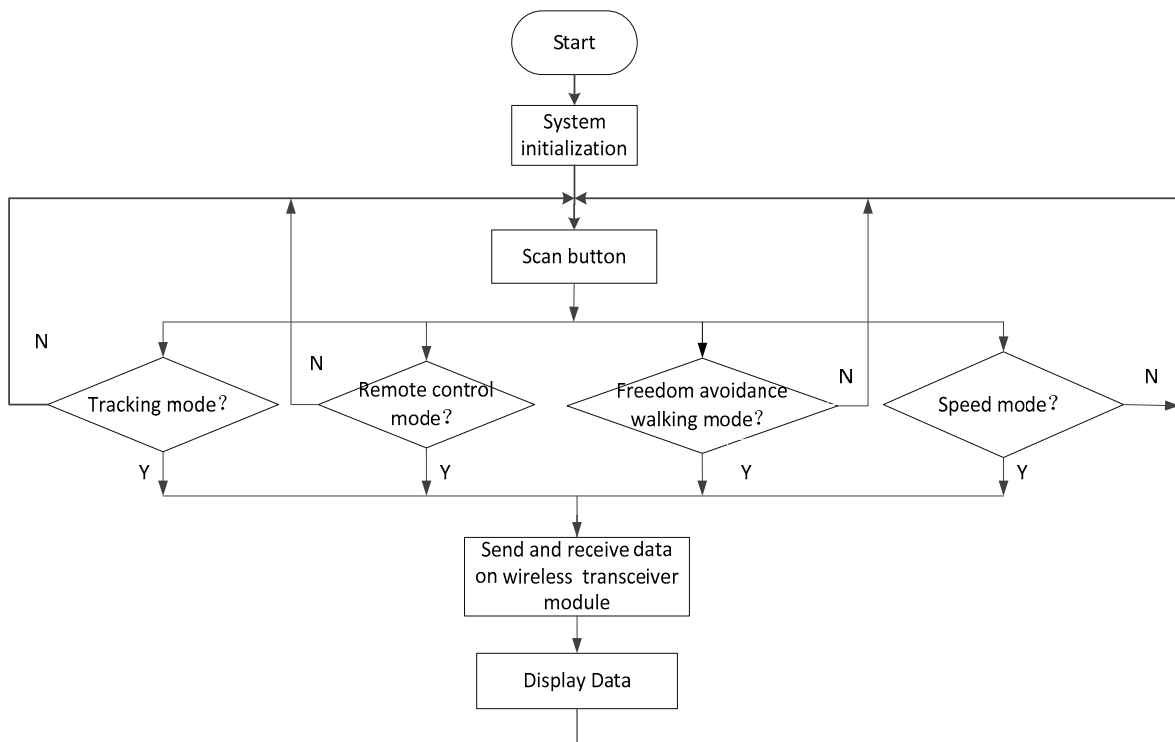 Start
System
initialization
Scan button
N
N
N
N
Tracking mode？
Remote control
mode？
Freedom avoidance
walking mode？
Speed mode？
Y
Y
Y
Y
Send and receive data
on wireless transceiver
module
Display Data